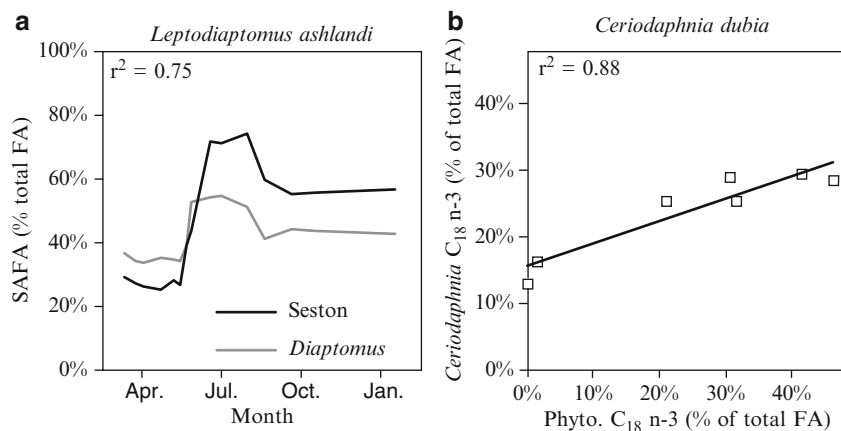 a
Leptodiaptomus ashlandi
r² = 0.75
SAFA (% total FA)
100%
80%
60%
40%
20%
0%
Seston
Diaptomus
Apr. Jul. Oct. Jan.
Month
b
Ceriodaphnia dubia
r² = 0.88
Ceriodaphnia C₁₈ n-3 (% of total FA)
40%
30%
20%
10%
0%
0% 10% 20% 30% 40%
Phyto. C₁₈ n-3 (% of total FA)